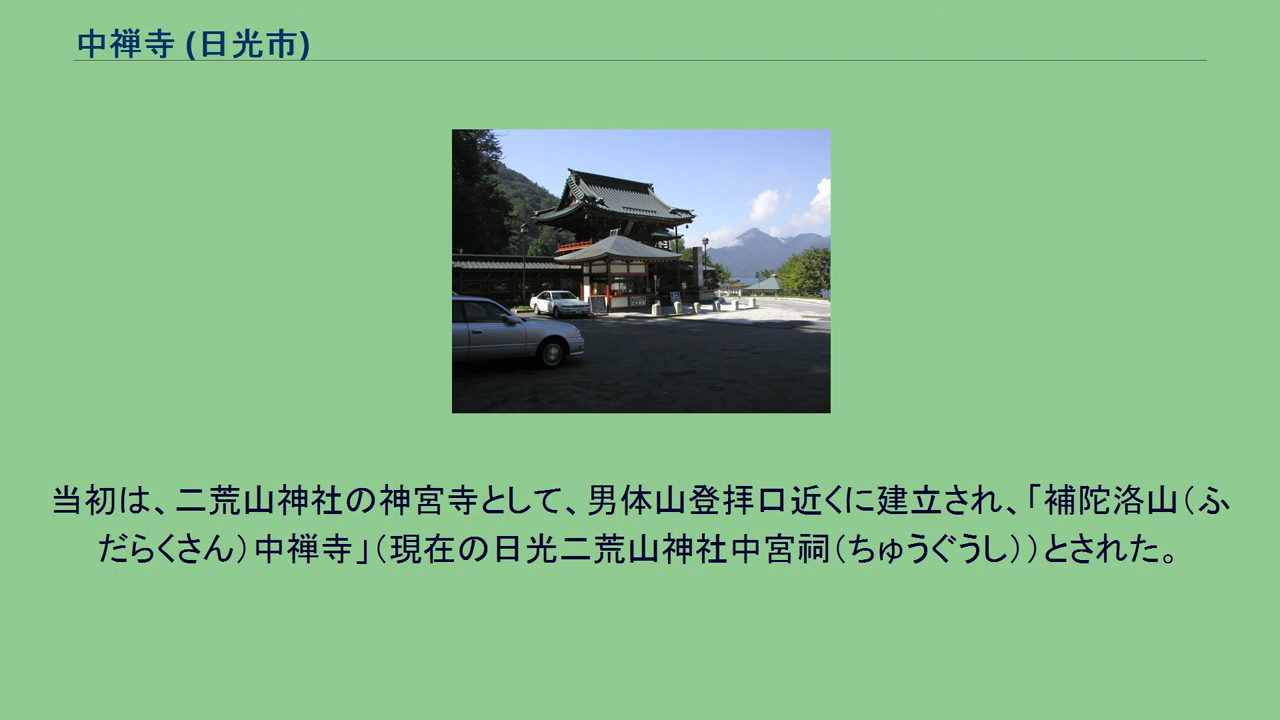 中禅寺 (日光市)
当初は、二荒山神社の神宮寺として、男体山登拝口近くに建立され、「補陀洛山（ふ
だらくさん）中禅寺」（現在の日光二荒山神社中宮祠（ちゅうぐうし））とされた。